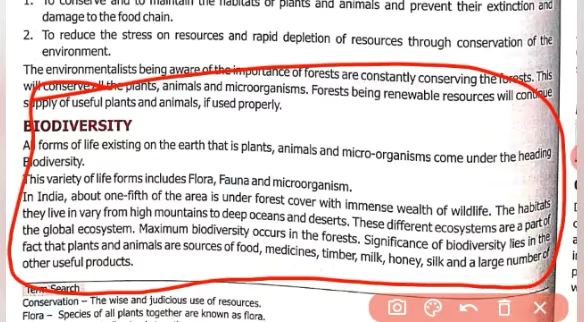 1. To conserve and to maintain the habitats of plants and animals and prevent their extinction and
damage to the food chain.
2. To reduce the stress on resources and rapid depletion of resources through conservation of the
environment.
The environmentalists being aware of the importance of forests are constantly conserving the forests. This
will conserve all the plants, animals and microorganisms. Forests being renewable resources will continue
supply of useful plants and animals, if used properly.
BIODIVERSITY
All forms of life existing on the earth that is plants, animals and micro-organisms come under the heading
Biodiversity.
This variety of life forms includes Flora, Fauna and microorganism.
In India, about one-fifth of the area is under forest cover with immense wealth of wildlife. The habitats
they live in vary from high mountains to deep oceans and deserts. These different ecosystems are a part of
the global ecosystem. Maximum biodiversity occurs in the forests. Significance of biodiversity lies in the
fact that plants and animals are sources of food, medicines, timber, milk, honey, silk and a large number of
other useful products.
Term Search
Conservation – The wise and judicious use of resources.
Flora – Species of all plants together are known as flora.